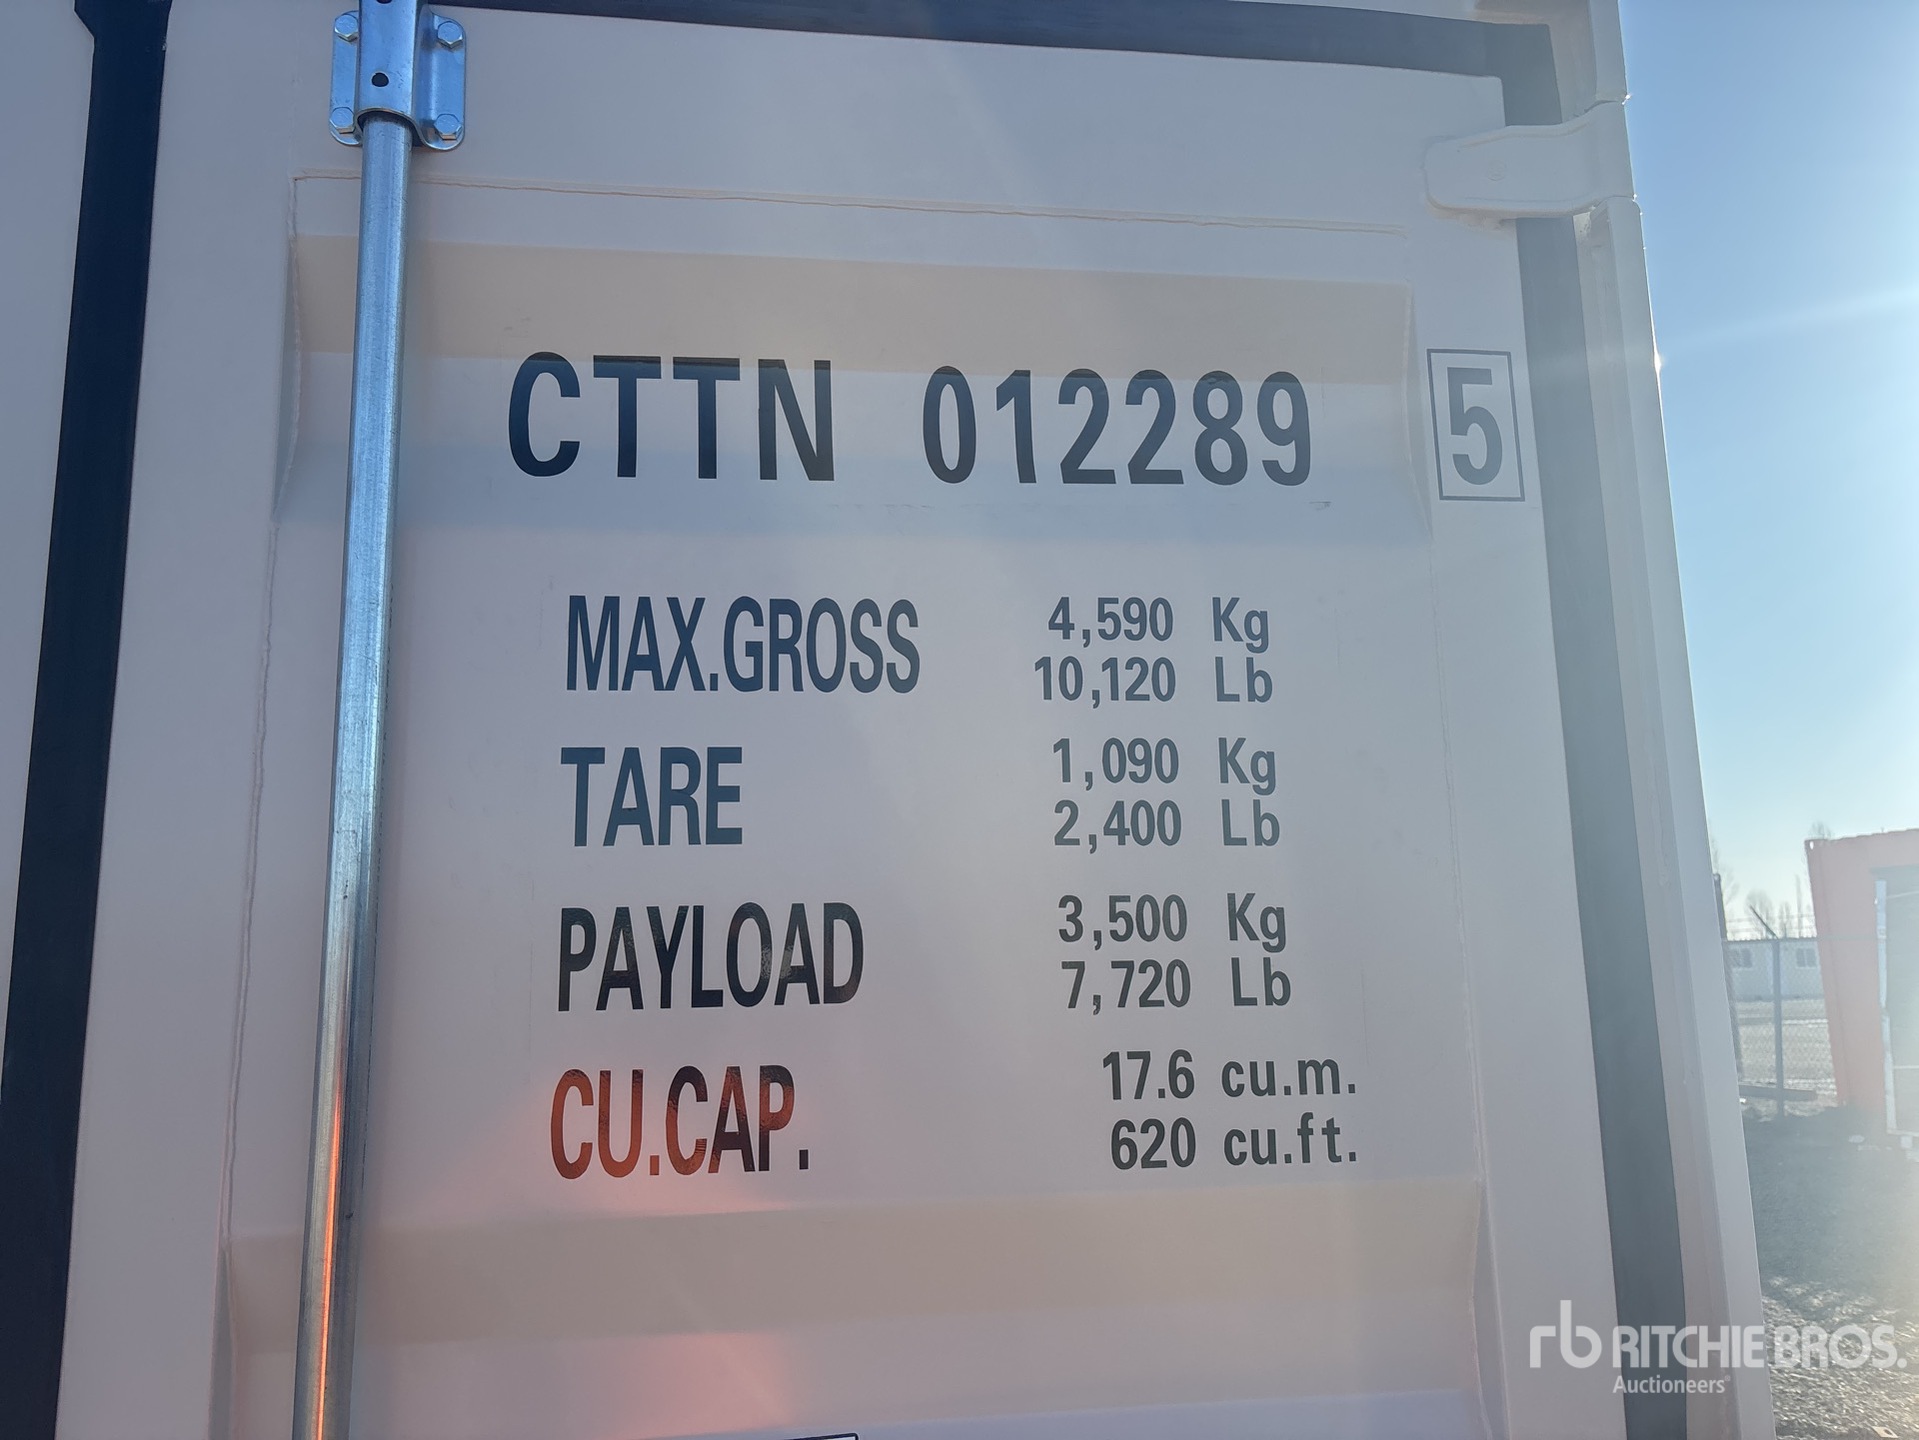 CTTN 012289 5
MAX.GROSS 4,590 Kg
10,120 Lb
TARE 1,090 Kg
2,400 Lb
PAYLOAD 3,500 Kg
7,720 Lb
CU.CAP. 17.6 cu.m.
620 cu.ft.
rb RITCHIE BROS.
Auctioneers